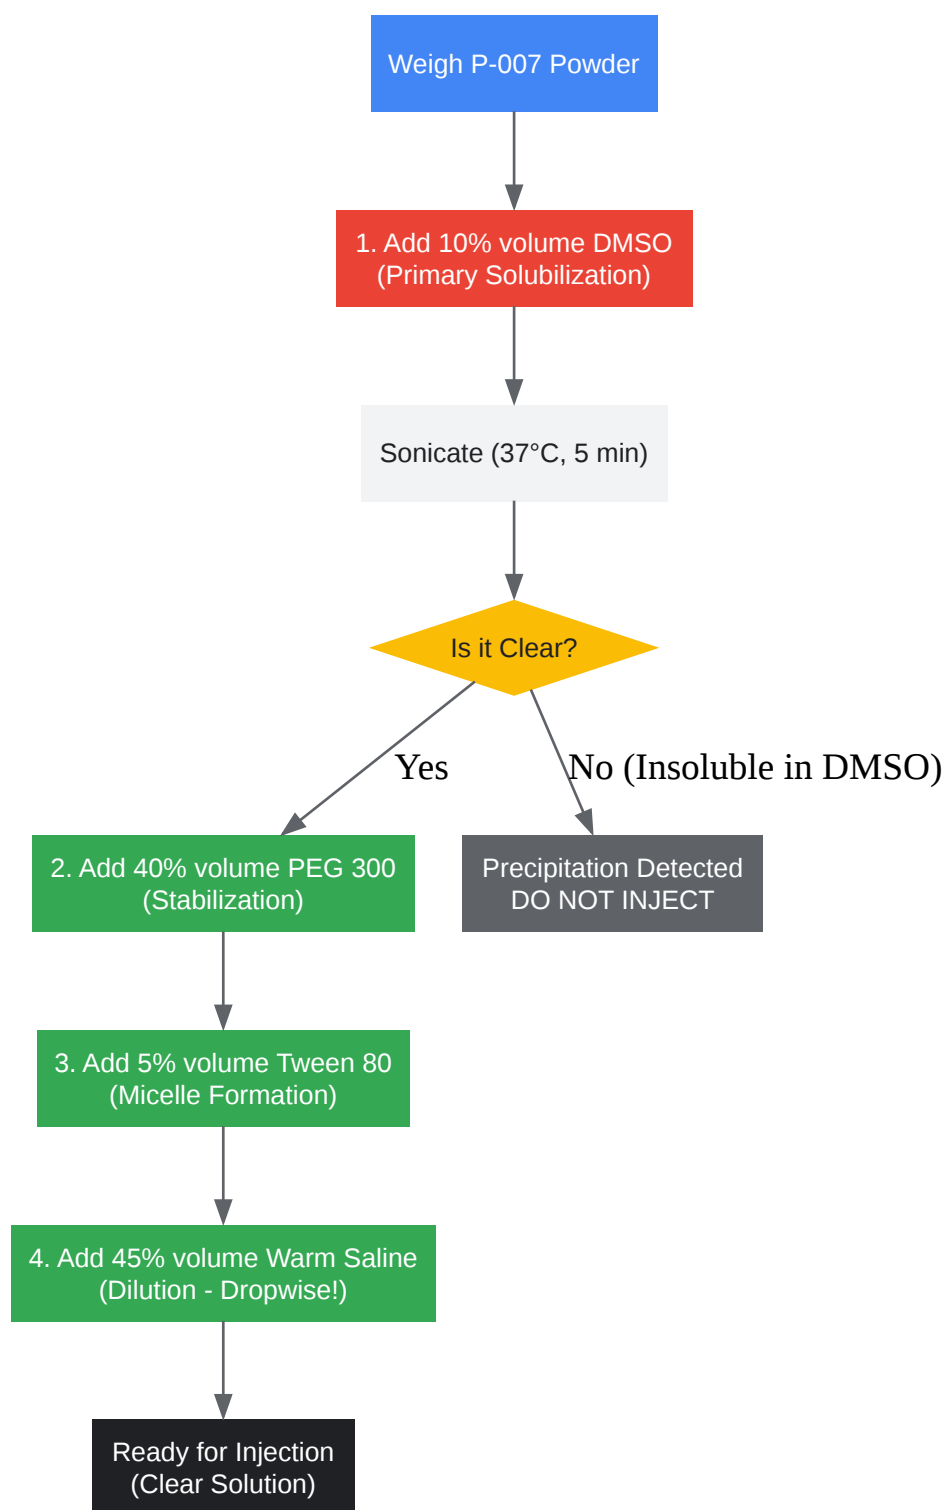 Weigh P-007 Powder
1. Add 10% volume DMSO
(Primary Solubilization)
Sonicate (37°C, 5 min)
Is it Clear?
Yes
No (Insoluble in DMSO)
2. Add 40% volume PEG 300
(Stabilization)
Precipitation Detected
DO NOT INJECT
3. Add 5% volume Tween 80
(Micelle Formation)
4. Add 45% volume Warm Saline
(Dilution - Dropwise!)
Ready for Injection
(Clear Solution)